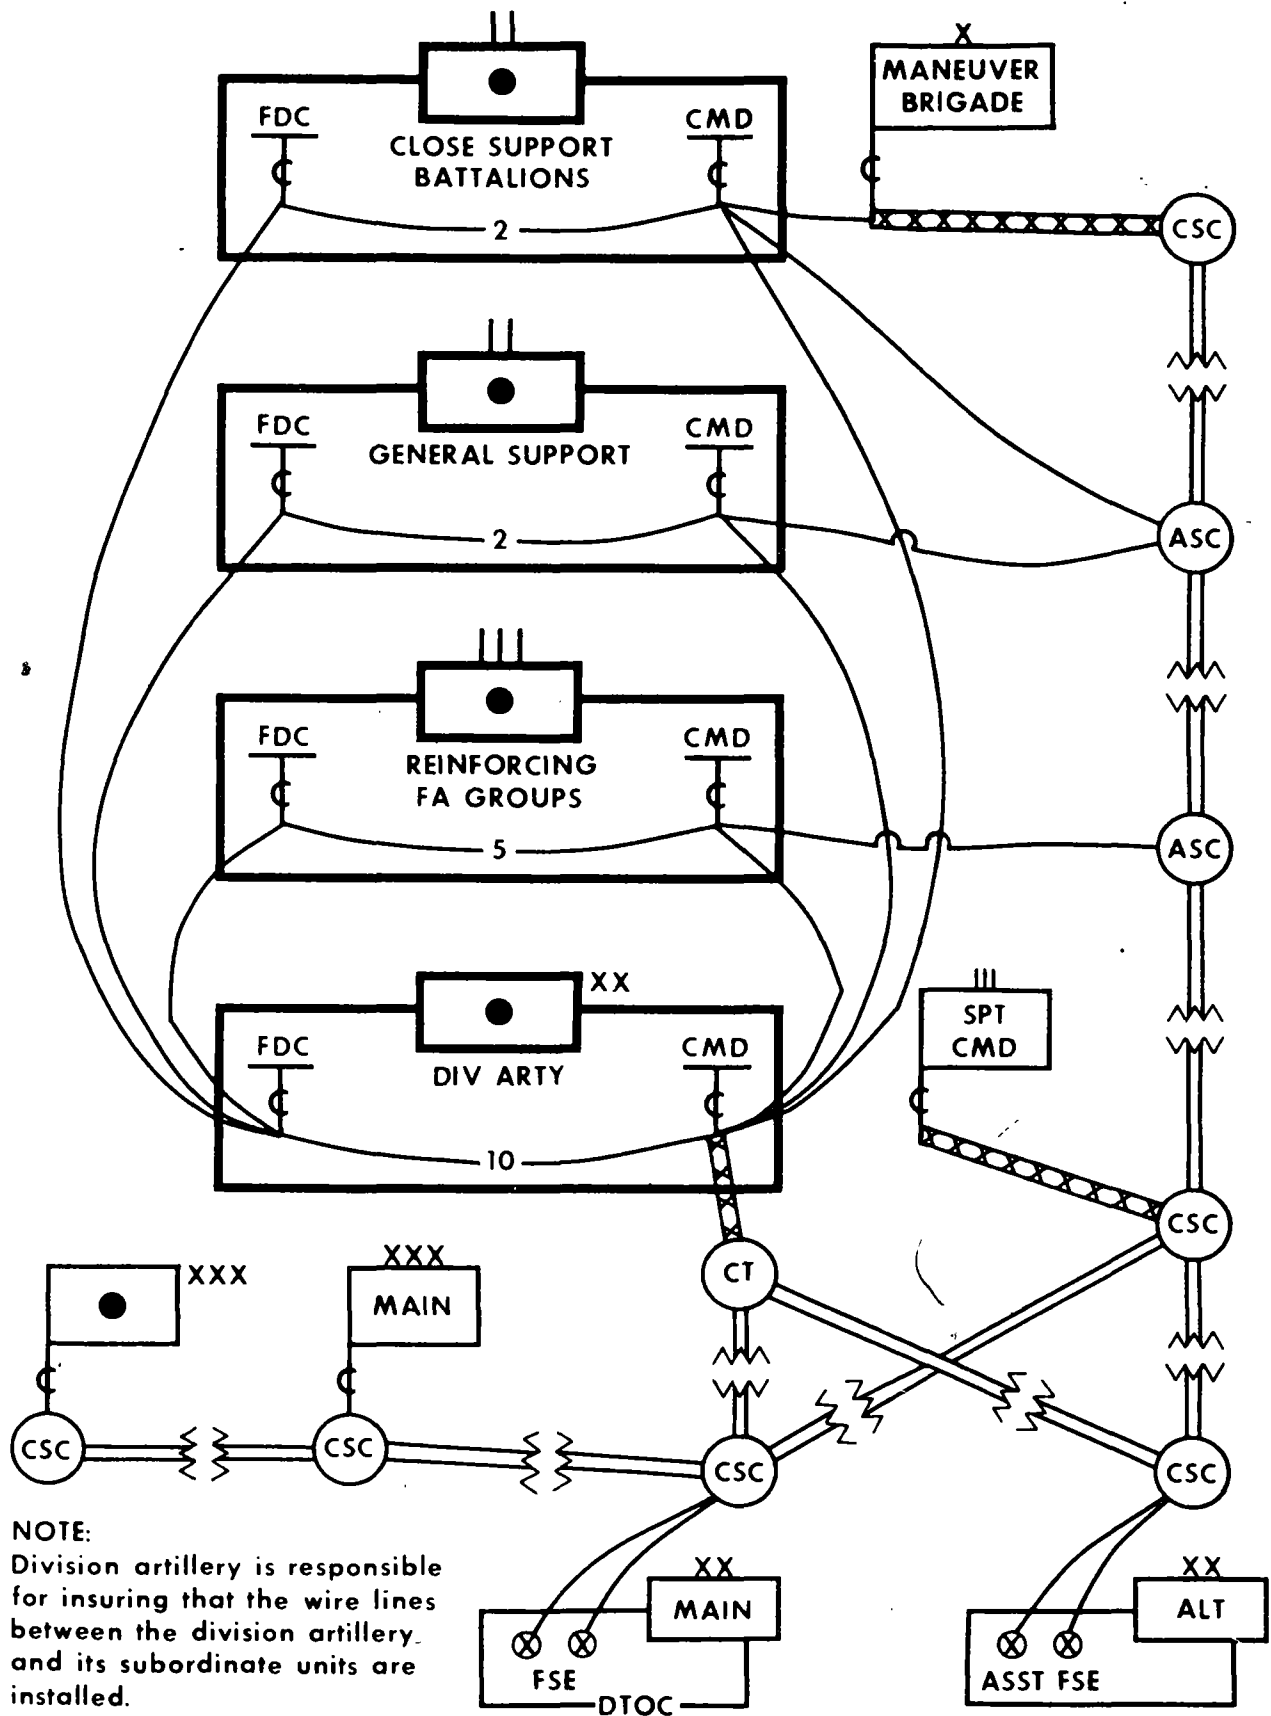 X
MANEUVER
BRIGADE
FDC
CMD
CLOSE SUPPORT
BATTALIONS
2
CSC
FDC
CMD
GENERAL SUPPORT
2
ASC
FDC
CMD
REINFORCING
FA GROUPS
5
ASC
XX
SPT
CMD
FDC
CMD
DIV ARTY
10
CSC
CT
XXX
XXX
MAIN
CSC
CSC
CSC
CSC
NOTE:
Division artillery is responsible
for insuring that the wire lines
between the division artillery
and its subordinate units are
installed.
XX
MAIN
FSE
DTOC
XX
ALT
ASST FSE